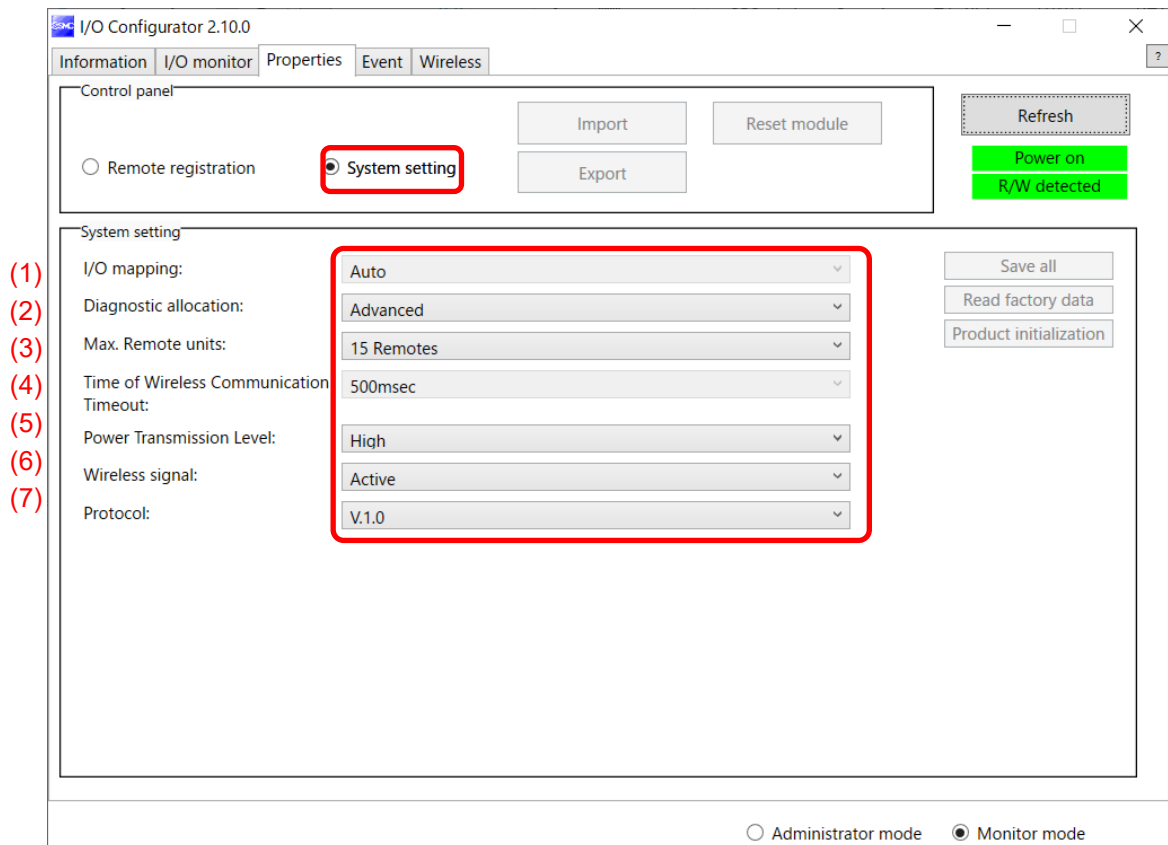 SMC I/O Configurator 2.10.0
Information I/O monitor Properties Event Wireless ?
Control panel
Import Reset module Refresh
Remote registration System setting Export
Power on
R/W detected
System setting
(1) I/O mapping: Auto Save all
(2) Diagnostic allocation: Advanced Read factory data
(3) Max. Remote units: 15 Remotes Product initialization
(4) Time of Wireless Communication 500msec
Timeout:
(5) Power Transmission Level: High
(6) Wireless signal: Active
(7) Protocol: V.1.0
Administrator mode Monitor mode